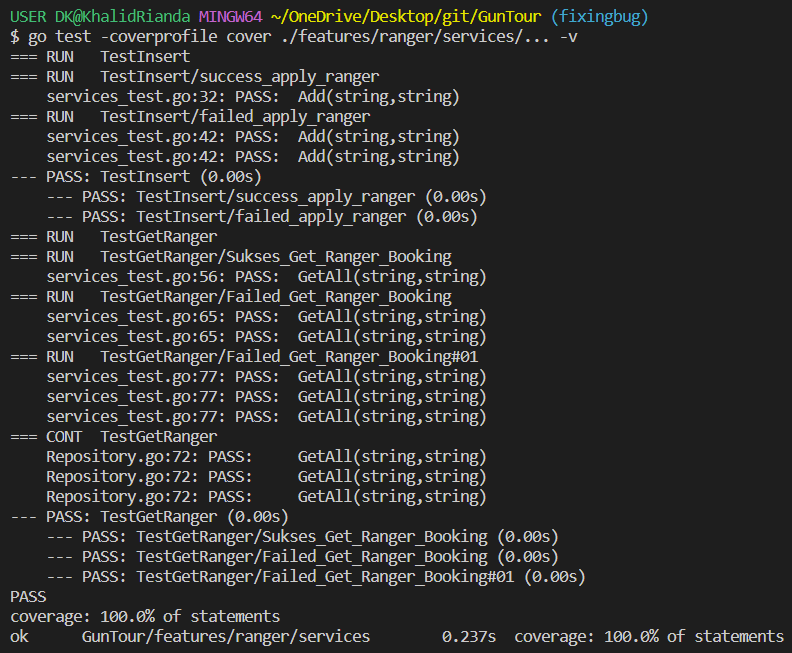 USER DK@KhalidRianda MINGW64 ~/OneDrive/Desktop/git/GunTour (fixingbug)
$ go test -coverprofile cover ./features/ranger/services/... -v
=== RUN   TestInsert
=== RUN   TestInsert/success_apply_ranger
    services_test.go:32: PASS:  Add(string,string)
=== RUN   TestInsert/failed_apply_ranger
    services_test.go:42: PASS:  Add(string,string)
    services_test.go:42: PASS:  Add(string,string)
--- PASS: TestInsert (0.00s)
    --- PASS: TestInsert/success_apply_ranger (0.00s)
    --- PASS: TestInsert/failed_apply_ranger (0.00s)
=== RUN   TestGetRanger
=== RUN   TestGetRanger/Sukses_Get_Ranger_Booking
    services_test.go:56: PASS:  GetAll(string,string)
=== RUN   TestGetRanger/Failed_Get_Ranger_Booking
    services_test.go:65: PASS:  GetAll(string,string)
    services_test.go:65: PASS:  GetAll(string,string)
=== RUN   TestGetRanger/Failed_Get_Ranger_Booking#01
    services_test.go:77: PASS:  GetAll(string,string)
    services_test.go:77: PASS:  GetAll(string,string)
    services_test.go:77: PASS:  GetAll(string,string)
=== CONT  TestGetRanger
    Repository.go:72: PASS:     GetAll(string,string)
    Repository.go:72: PASS:     GetAll(string,string)
    Repository.go:72: PASS:     GetAll(string,string)
--- PASS: TestGetRanger (0.00s)
    --- PASS: TestGetRanger/Sukses_Get_Ranger_Booking (0.00s)
    --- PASS: TestGetRanger/Failed_Get_Ranger_Booking (0.00s)
    --- PASS: TestGetRanger/Failed_Get_Ranger_Booking#01 (0.00s)
PASS
coverage: 100.0% of statements
ok      GunTour/features/ranger/services        0.237s  coverage: 100.0% of statements